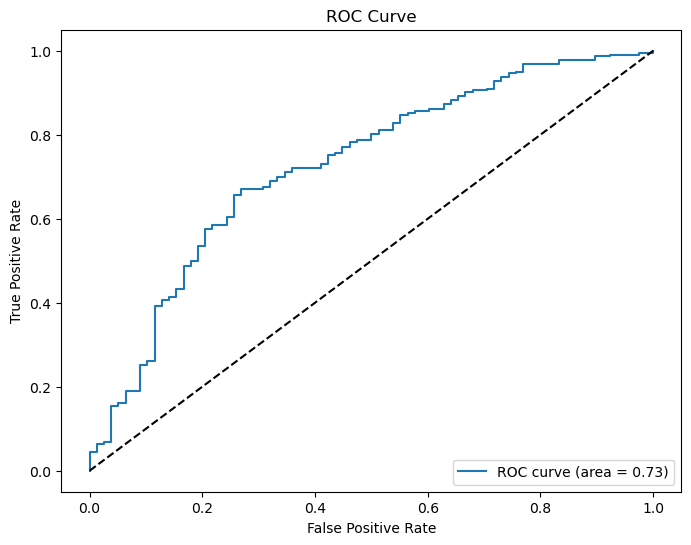 ROC Curve
1.0
0.8
0.6
0.4
0.2
0.0
True Positive Rate
ROC curve (area = 0.73)
0.0 0.2 0.4 0.6 0.8 1.0
False Positive Rate